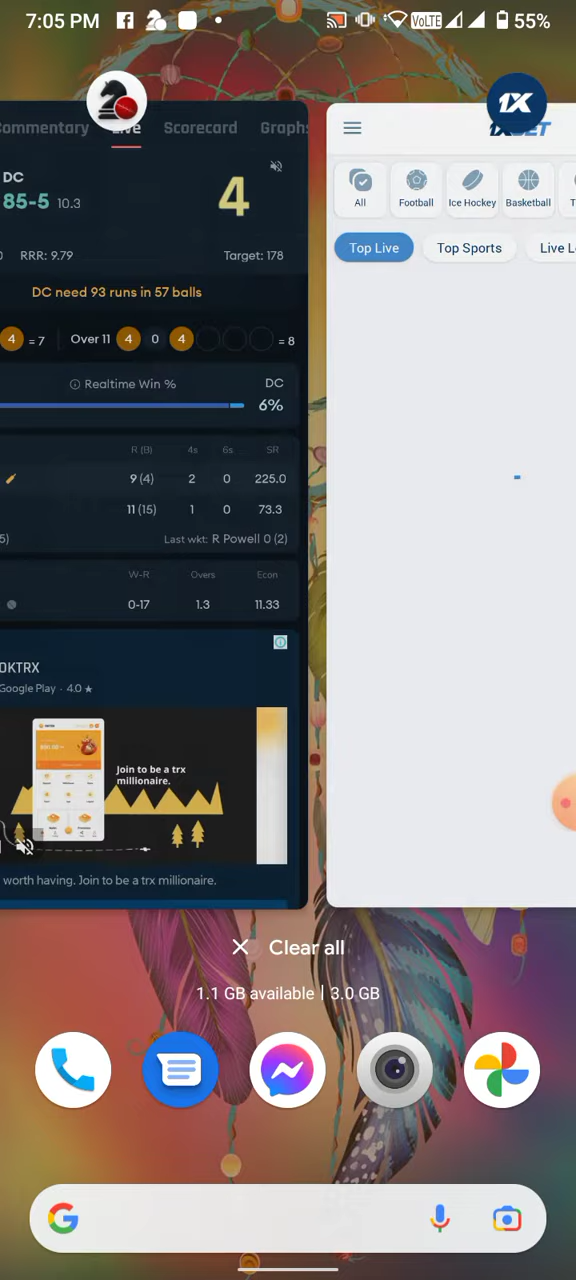 7:05 PM
VoLTE
55%
Commentary Live Scorecard Graphs
1X
DC
85-5 10.3
4
RRR: 9.79
Target: 178
DC need 93 runs in 57 balls
4 = 7 Over 11 4 0 4 = 8
Realtime Win %
DC
6%
R (B) 4s 6s SR
9 (4) 2 0 225.0
11 (15) 1 0 73.3
5) Last wkt: R Powell 0 (2)
W-R Overs Econ
0-17 1.3 11.33
OKTRX
Google Play · 4.0 ★
Join to be a trx
millionaire.
worth having. Join to be a trx millionaire.
All
Football
Ice Hockey
Basketball
Top Live
Top Sports
Live L
Clear all
1.1 GB available | 3.0 GB